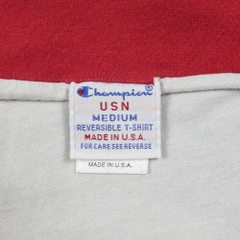 Champion
USN
MEDIUM
REVERSIBLE T-SHIRT
MADE IN U.S.A.
FOR CARE SEE REVERSE
MADE IN U.S.A.